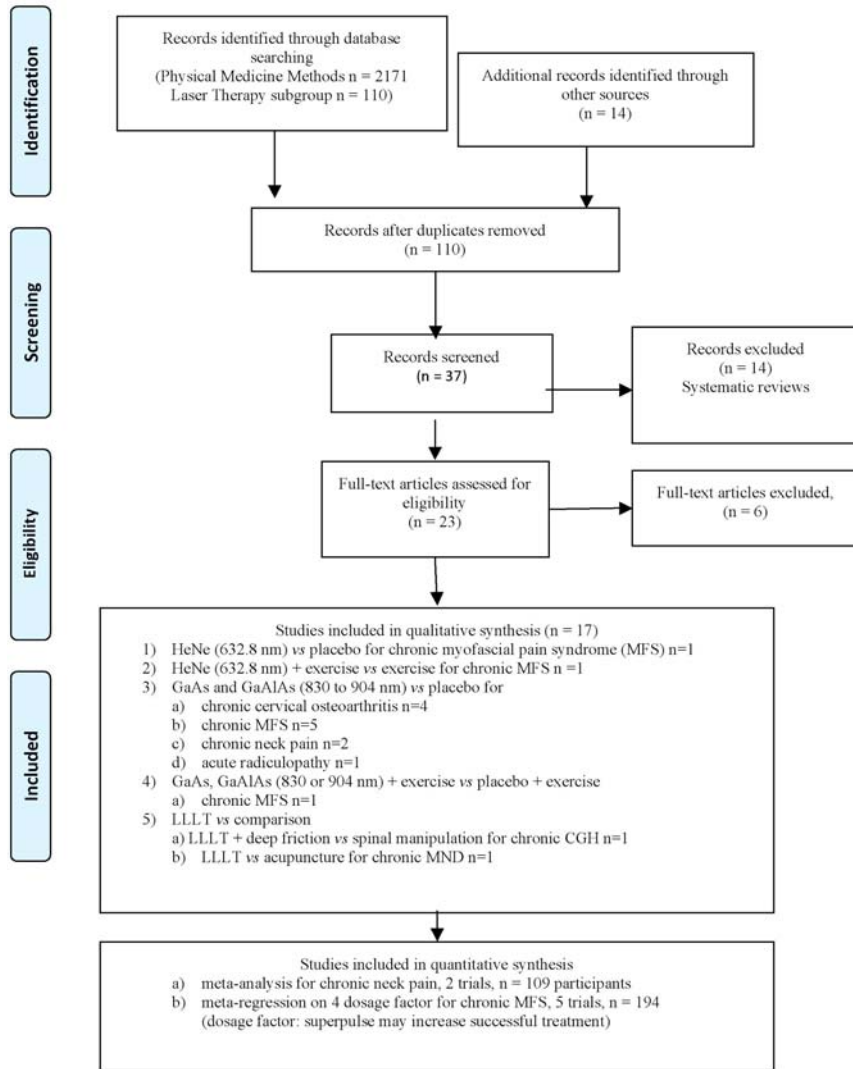 Identification
Records identified through database
searching
(Physical Medicine Methods n = 2171
Laser Therapy subgroup n = 110)
Additional records identified through
other sources
(n = 14)
Records after duplicates removed
(n = 110)
Screening
Records screened
(n = 37)
Records excluded
(n = 14)
Systematic reviews
Eligibility
Full-text articles assessed for
eligibility
(n = 23)
Full-text articles excluded,
(n = 6)
Included
Studies included in qualitative synthesis (n = 17)
1) HeNe (632.8 nm) vs placebo for chronic myofascial pain syndrome (MFS) n=1
2) HeNe (632.8 nm) + exercise vs exercise for chronic MFS n =1
3) GaAs and GaAlAs (830 to 904 nm) vs placebo for
a) chronic cervical osteoarthritis n=4
b) chronic MFS n=5
c) chronic neck pain n=2
d) acute radiculopathy n=1
4) GaAs, GaAlAs (830 or 904 nm) + exercise vs placebo + exercise
a) chronic MFS n=1
5) LLLT vs comparison
a) LLLT + deep friction vs spinal manipulation for chronic CGH n=1
b) LLLT vs acupuncture for chronic MND n=1
Studies included in quantitative synthesis
a) meta-analysis for chronic neck pain, 2 trials, n = 109 participants
b) meta-regression on 4 dosage factor for chronic MFS, 5 trials, n = 194
(dosage factor: superpulse may increase successful treatment)